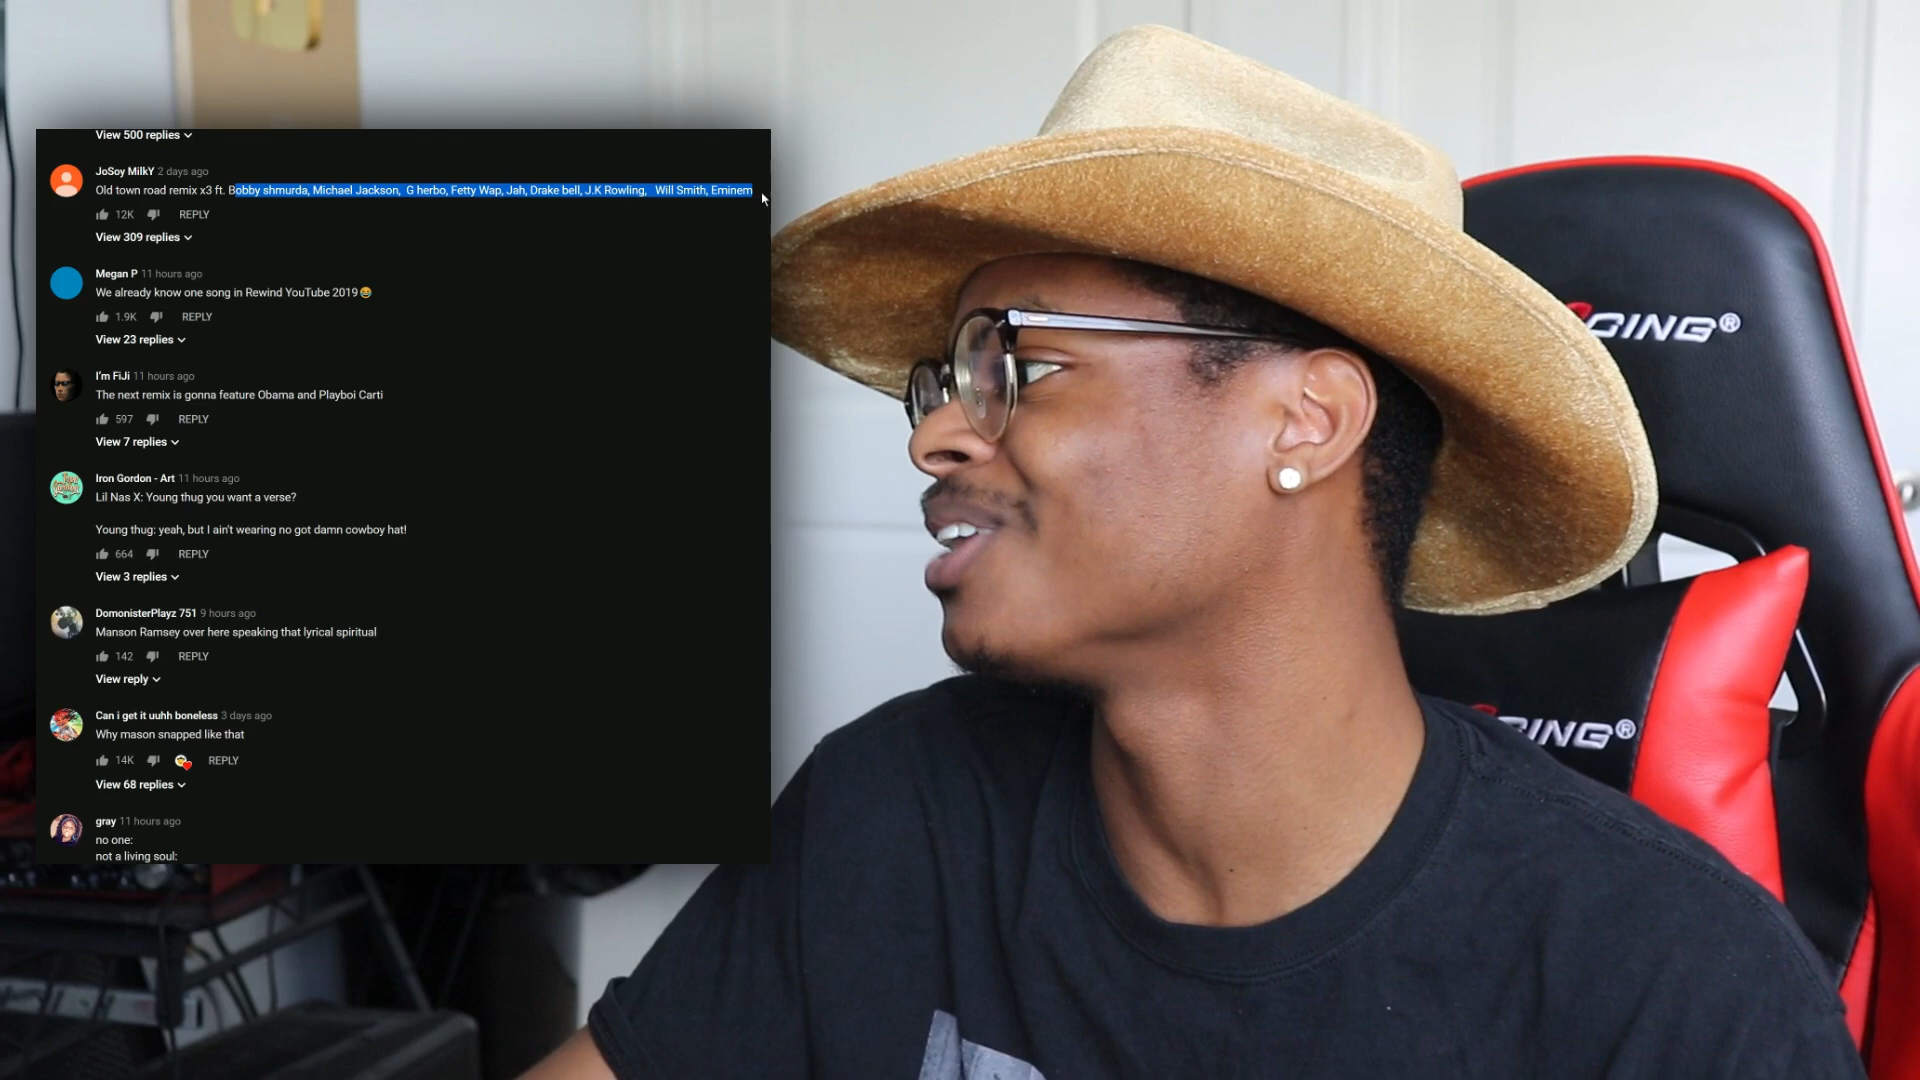 View 500 replies
JoSoy MilkY 2 days ago
Old town road remix x3 ft. Bobby shmurda, Michael Jackson, G herbo, Fetty Wap, Jah, Drake bell, J.K Rowling, Will Smith, Eminem
12K REPLY
View 309 replies
Megan P 11 hours ago
We already know one song in Rewind YouTube 2019😂
1.9K REPLY
View 23 replies
I'm FiJi 11 hours ago
The next remix is gonna feature Obama and Playboi Carti
597 REPLY
View 7 replies
Iron Gordon - Art 11 hours ago
Lil Nas X: Young thug you want a verse?
Young thug: yeah, but I ain't wearing no got damn cowboy hat!
664 REPLY
View 3 replies
DomonisterPlayz 751 9 hours ago
Manson Ramsey over here speaking that lyrical spiritual
142 REPLY
View reply
Can i get it uuhh boneless 3 days ago
Why mason snapped like that
14K REPLY
View 68 replies
gray 11 hours ago
no one:
not a living soul:
GING®
ING®